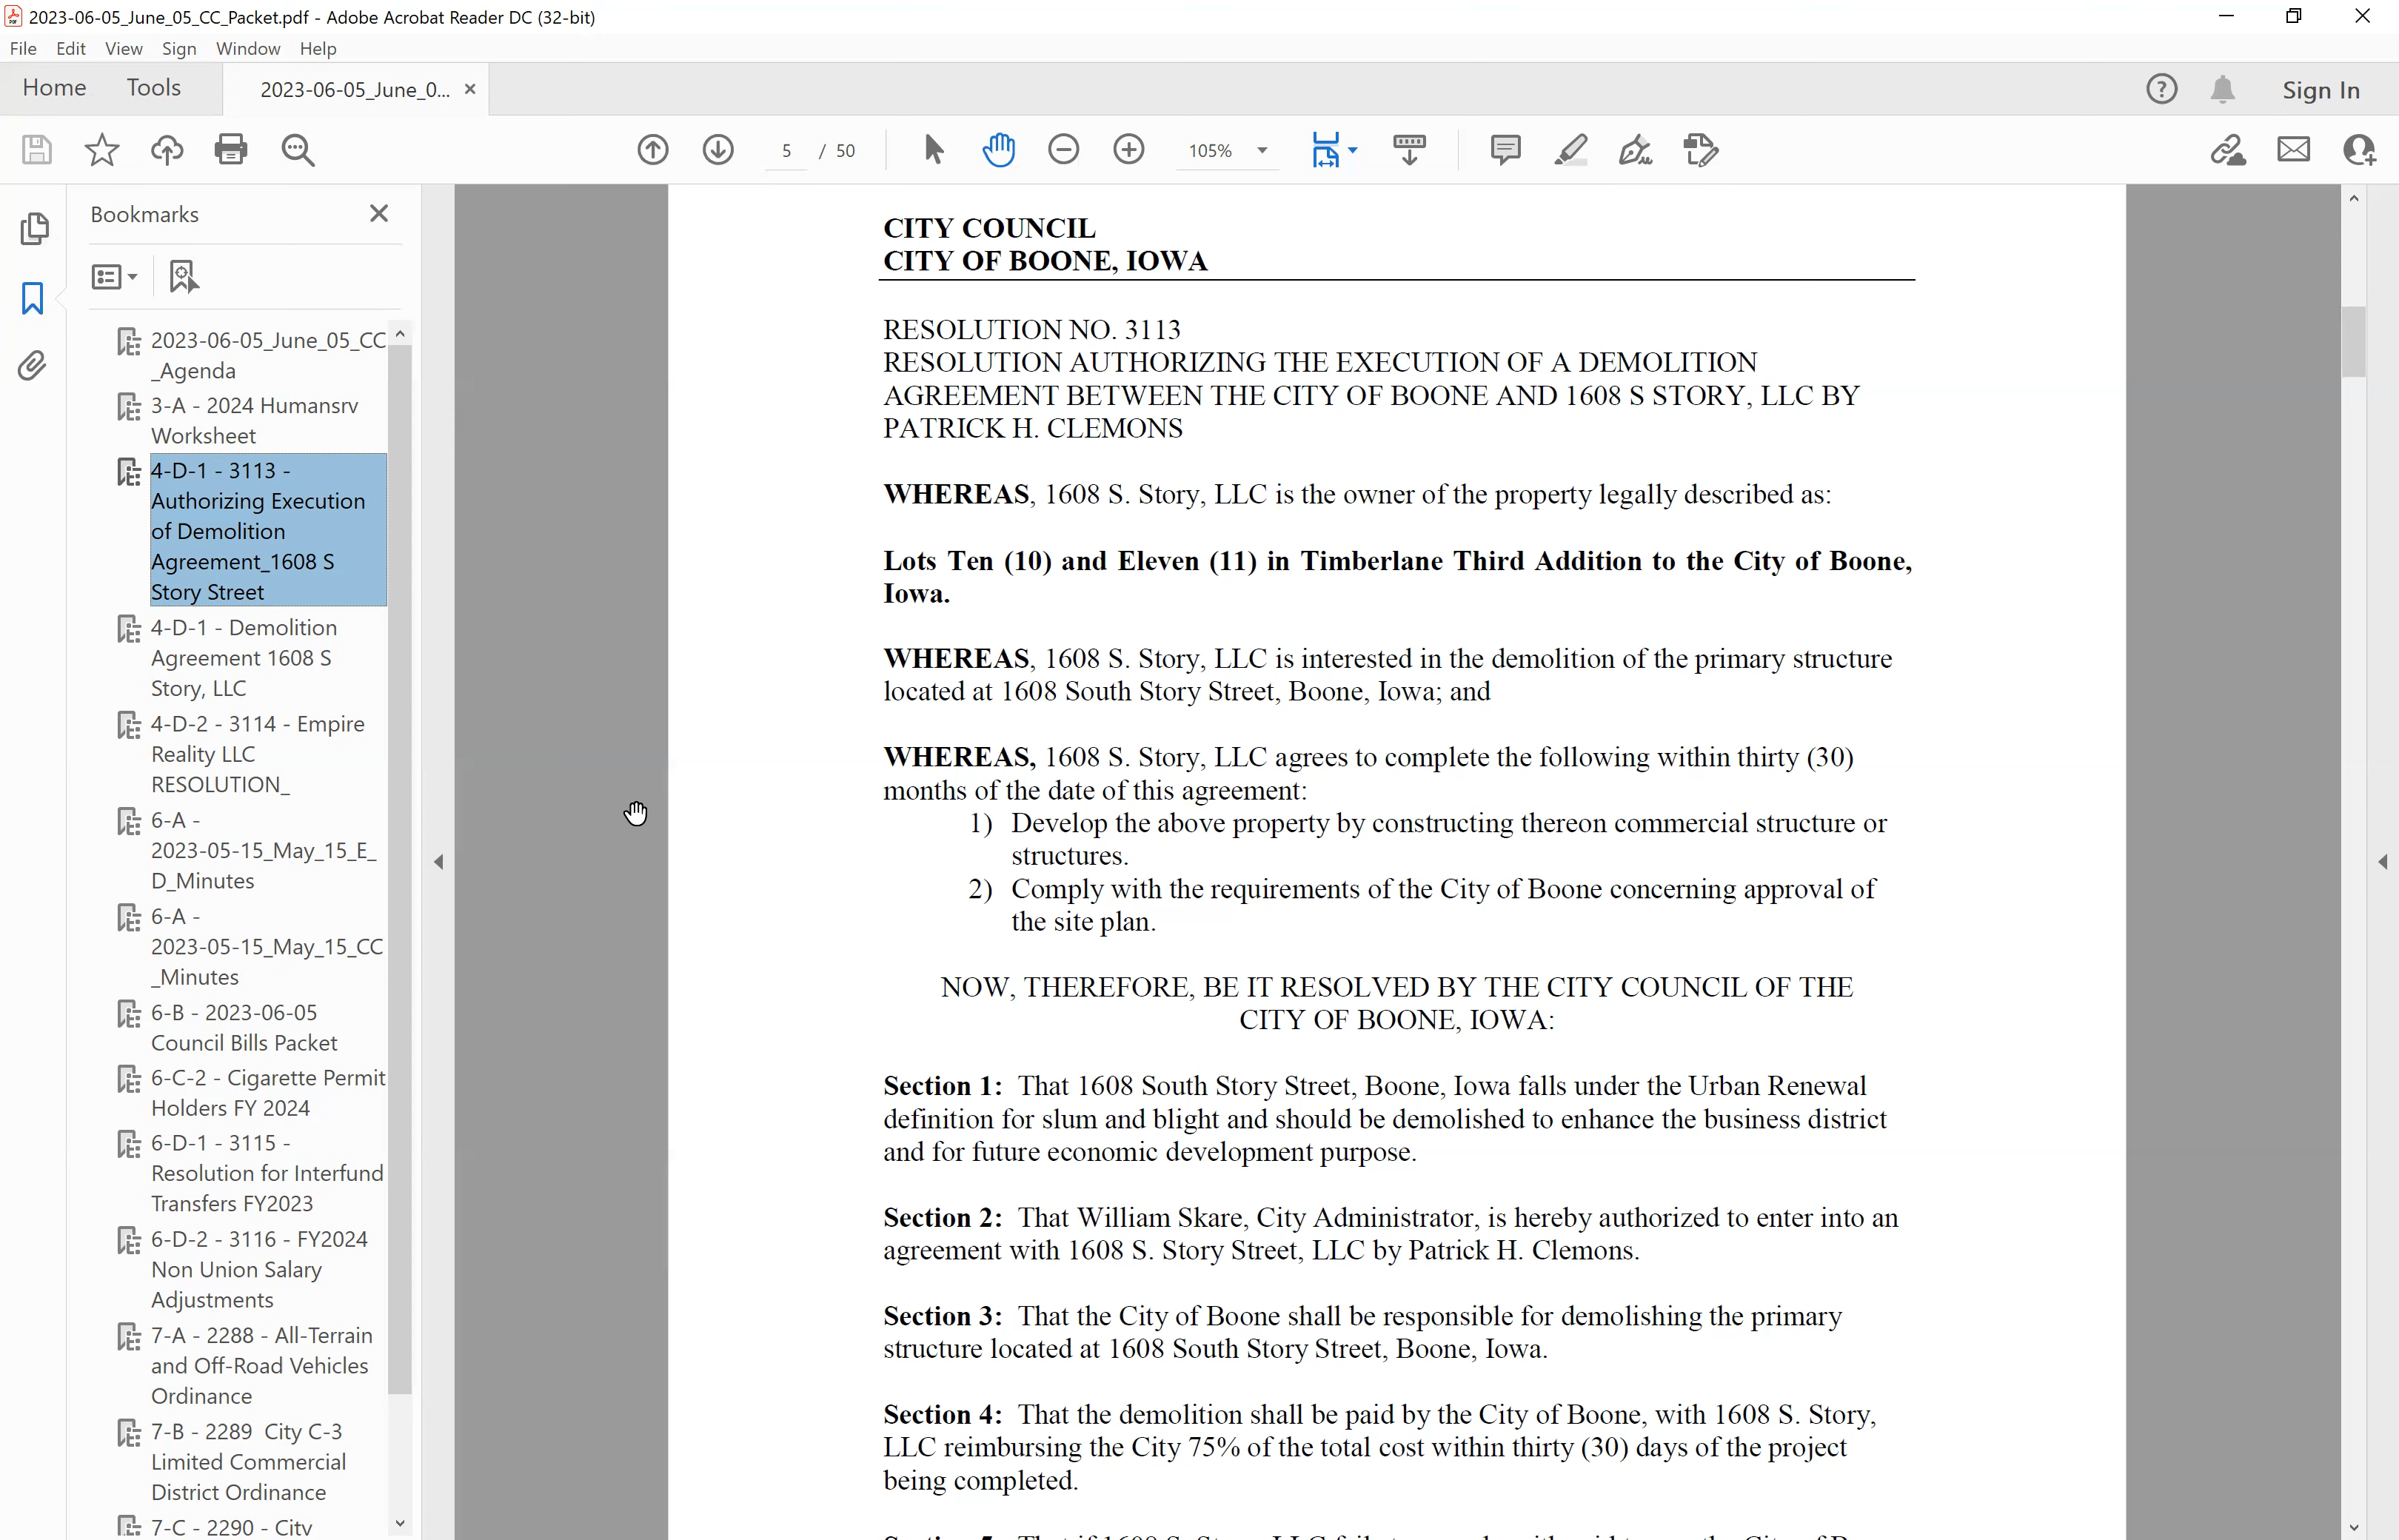 2023-06-05_June_05_CC_Packet.pdf - Adobe Acrobat Reader DC (32-bit)
File Edit View Sign Window Help
Home Tools 2023-06-05_June_0... Sign In
5 / 50 105%
Bookmarks
2023-06-05_June_05_CC
_Agenda
3-A - 2024 Humansrv
Worksheet
4-D-1 - 3113 -
Authorizing Execution
of Demolition
Agreement_1608 S
Story Street
4-D-1 - Demolition
Agreement 1608 S
Story, LLC
4-D-2 - 3114 - Empire
Reality LLC
RESOLUTION_
6-A -
2023-05-15_May_15_E_
D_Minutes
6-A -
2023-05-15_May_15_CC
_Minutes
6-B - 2023-06-05
Council Bills Packet
6-C-2 - Cigarette Permit
Holders FY 2024
6-D-1 - 3115 -
Resolution for Interfund
Transfers FY2023
6-D-2 - 3116 - FY2024
Non Union Salary
Adjustments
7-A - 2288 - All-Terrain
and Off-Road Vehicles
Ordinance
7-B - 2289 City C-3
Limited Commercial
District Ordinance
7-C - 2290 - City
CITY COUNCIL
CITY OF BOONE, IOWA
RESOLUTION NO. 3113
RESOLUTION AUTHORIZING THE EXECUTION OF A DEMOLITION
AGREEMENT BETWEEN THE CITY OF BOONE AND 1608 S STORY, LLC BY
PATRICK H. CLEMONS
WHEREAS, 1608 S. Story, LLC is the owner of the property legally described as:
Lots Ten (10) and Eleven (11) in Timberlane Third Addition to the City of Boone,
Iowa.
WHEREAS, 1608 S. Story, LLC is interested in the demolition of the primary structure
located at 1608 South Story Street, Boone, Iowa; and
WHEREAS, 1608 S. Story, LLC agrees to complete the following within thirty (30)
months of the date of this agreement:
1) Develop the above property by constructing thereon commercial structure or
structures.
2) Comply with the requirements of the City of Boone concerning approval of
the site plan.
NOW, THEREFORE, BE IT RESOLVED BY THE CITY COUNCIL OF THE
CITY OF BOONE, IOWA:
Section 1: That 1608 South Story Street, Boone, Iowa falls under the Urban Renewal
definition for slum and blight and should be demolished to enhance the business district
and for future economic development purpose.
Section 2: That William Skare, City Administrator, is hereby authorized to enter into an
agreement with 1608 S. Story Street, LLC by Patrick H. Clemons.
Section 3: That the City of Boone shall be responsible for demolishing the primary
structure located at 1608 South Story Street, Boone, Iowa.
Section 4: That the demolition shall be paid by the City of Boone, with 1608 S. Story,
LLC reimbursing the City 75% of the total cost within thirty (30) days of the project
being completed.